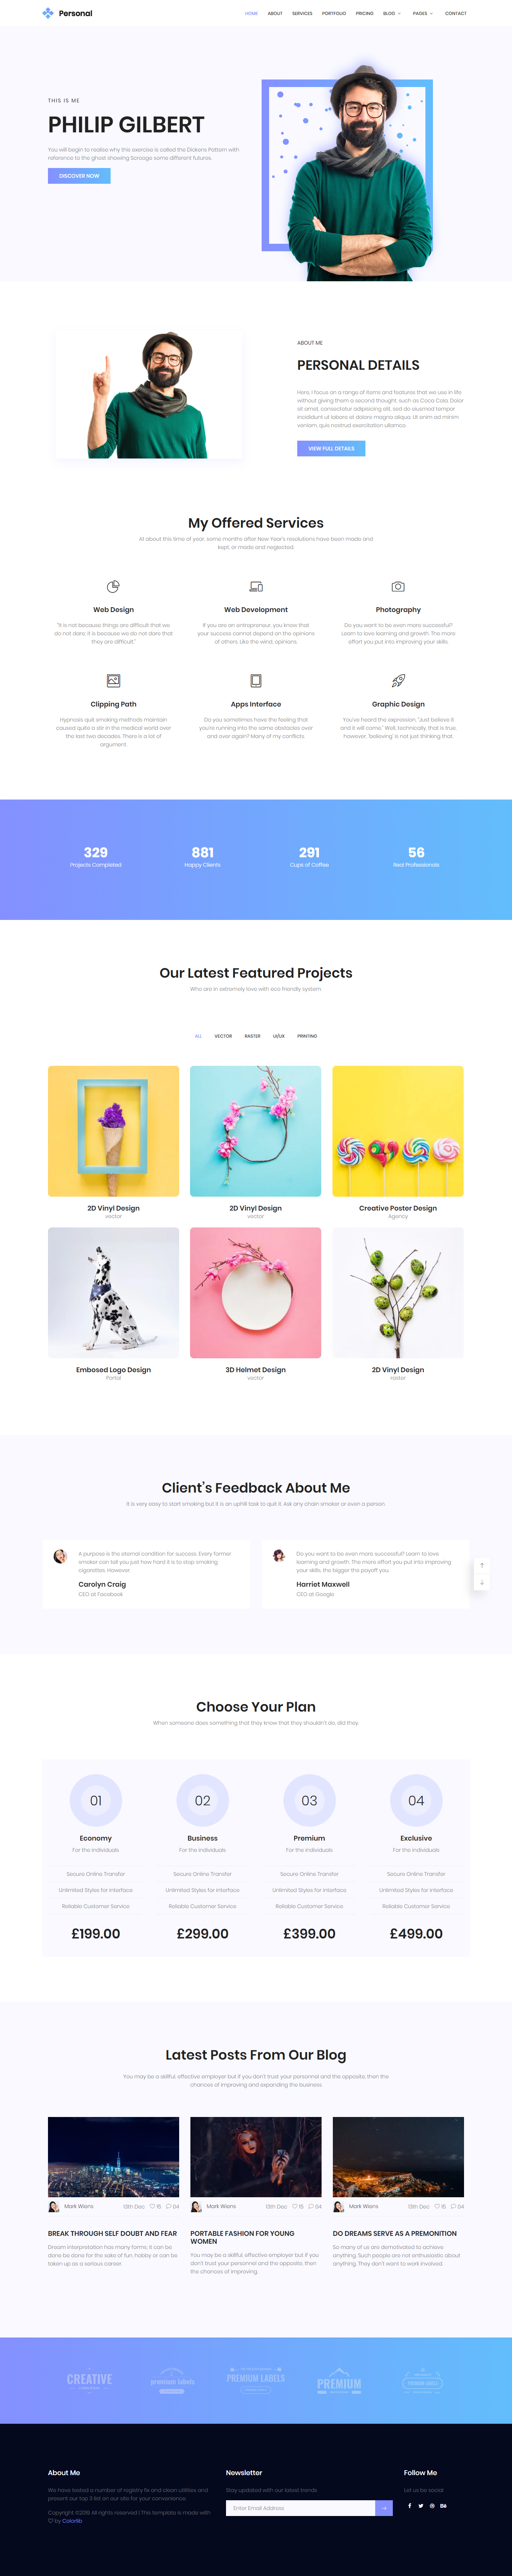 Personal
HOME ABOUT SERVICES PORTFOLIO PRICING BLOG PAGES CONTACT
THIS IS ME
PHILIP GILBERT
You will begin to realise why this exercise is called the Dickens Pattern with
reference to the ghost showing Scrooge some different futures.
DISCOVER NOW
ABOUT ME
PERSONAL DETAILS
Here, I focus on a range of items and features that we use in life
without giving them a second thought. such as Coca Cola. Dolor
sit amet, consectetur adipisicing elit, sed do eiusmod tempor
incididunt ut labore et dolore magna aliqua. Ut enim ad minim
veniam, quis nostrud exercitation ullamco.
VIEW FULL DETAILS
My Offered Services
At about this time of year, some months after New Year's resolutions have been made and
kept, or made and neglected.
Web Design
"It is not because things are difficult that we
do not dare; it is because we do not dare that
they are difficult."
Web Development
If you are an entrepreneur, you know that
your success cannot depend on the opinions
of others. Like the wind, opinions.
Photography
Do you want to be even more successful?
Learn to love learning and growth. The more
effort you put into improving your skills.
Clipping Path
Hypnosis quit smoking methods maintain
caused quite a stir in the medical world over
the last two decades. There is a lot of
argument.
Apps Interface
Do you sometimes have the feeling that
you're running into the same obstacles over
and over again? Many of my conflicts.
Graphic Design
You've heard the expression, "Just believe it
and it will come." Well, technically, that is true,
however, 'believing' is not just thinking that.
329 881 291 56
Projects Completed Happy Clients Cups of Coffee Real Professionals
Our Latest Featured Projects
Who are in extremely love with eco friendly system.
ALL VECTOR RASTER UI/UX PRINTING
2D Vinyl Design
vector
2D Vinyl Design
vector
Creative Poster Design
Agency
Embosed Logo Design
Portal
3D Helmet Design
vector
2D Vinyl Design
raster
Client's Feedback About Me
It is very easy to start smoking but it is an uphill task to quit it. Ask any chain smoker or even a person.
A purpose is the eternal condition for success. Every former
smoker can tell you just how hard it is to stop smoking
cigarettes. However.
Carolyn Craig
CEO at Facebook
Do you want to be even more successful? Learn to love
learning and growth. The more effort you put into improving
your skills, the bigger the payoff you.
Harriet Maxwell
CEO at Google
Choose Your Plan
When someone does something that they know that they shouldn't do, did they.
01 02 03 04
Economy Business Premium Exclusive
For the individuals For the individuals For the individuals For the individuals
Secure Online Transfer Secure Online Transfer Secure Online Transfer Secure Online Transfer
Unlimited Styles for interface Unlimited Styles for interface Unlimited Styles for interface Unlimited Styles for interface
Reliable Customer Service Reliable Customer Service Reliable Customer Service Reliable Customer Service
£199.00 £299.00 £399.00 £499.00
Latest Posts From Our Blog
You may be a skillful, effective employer but if you don't trust your personnel and the opposite, then the
chances of improving and expanding the business
Mark Wiens 13th Dec 15 04
BREAK THROUGH SELF DOUBT AND FEAR
Dream interpretation has many forms; it can be
done be done for the sake of fun, hobby or can be
taken up as a serious career.
Mark Wiens 13th Dec 15 04
PORTABLE FASHION FOR YOUNG
WOMEN
You may be a skillful, effective employer but if you
don't trust your personnel and the opposite, then
the chances of improving.
Mark Wiens 13th Dec 15 04
DO DREAMS SERVE AS A PREMONITION
So many of us are demotivated to achieve
anything. Such people are not enthusiastic about
anything. They don't want to work involved.
CREATIVE
premium labels
PREMIUM LABELS
PREMIUM
About Me
We have tested a number of registry fix and clean utilities and
present our top 3 list on our site for your convenience.
Copyright ©2019 All rights reserved | This template is made with
by Colorlib
Newsletter
Stay updated with our latest trends
Enter Email Address
Follow Me
Let us be social